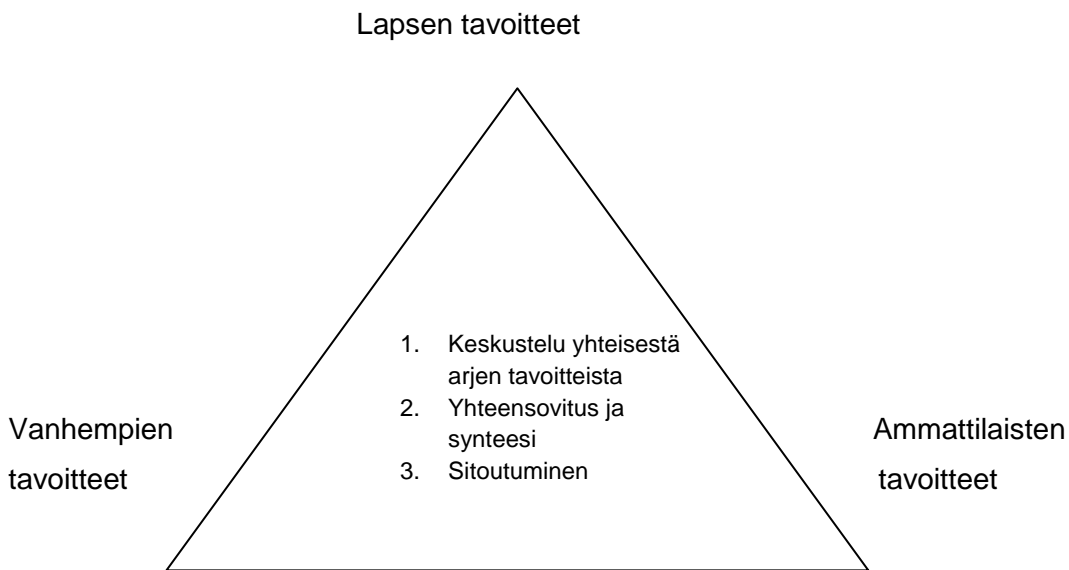 Lapsen tavoitteet
1. Keskustelu yhteisestä
arjen tavoitteista
2. Yhteensovitus ja
synteesi
3. Sitoutuminen
Vanhempien
tavoitteet
Ammattilaisten
tavoitteet